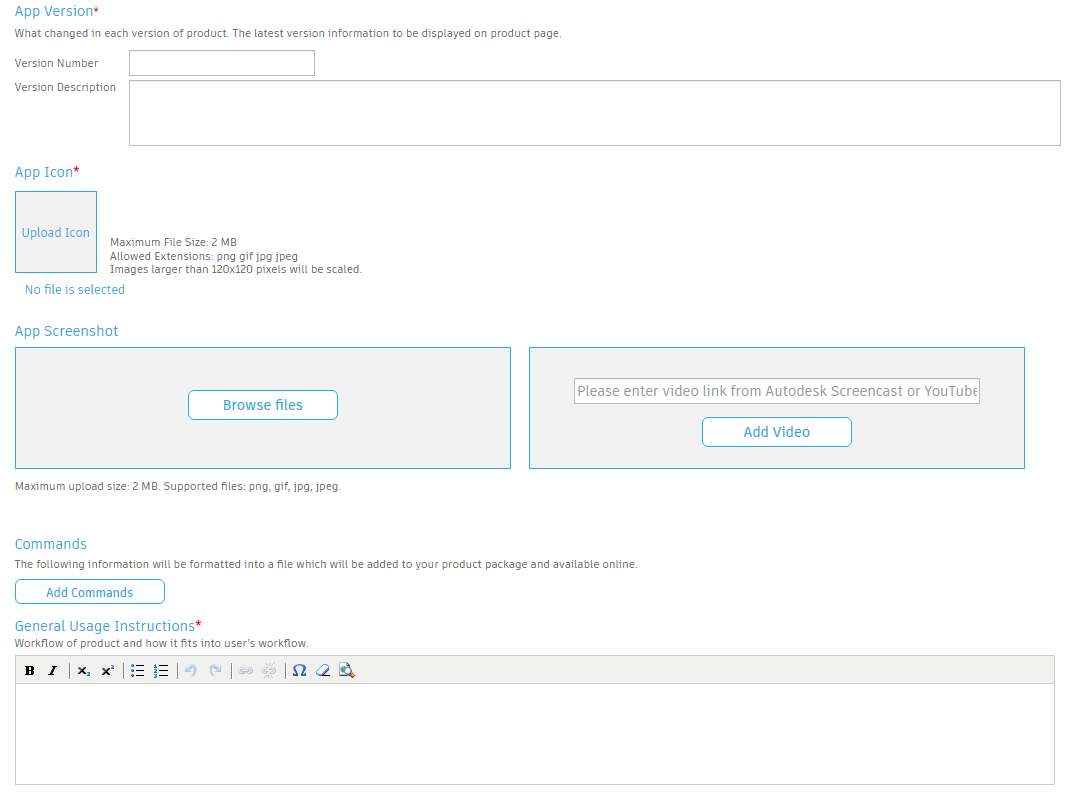 App Version*
What changed in each version of product. The latest version information to be displayed on product page.
Version Number
Version Description
App Icon*
Upload Icon
Maximum File Size: 2 MB
Allowed Extensions: png gif jpg jpeg
Images larger than 120x120 pixels will be scaled.
No file is selected
App Screenshot
Browse files
Please enter video link from Autodesk Screencast or YouTube
Add Video
Maximum upload size: 2 MB. Supported files: png, gif, jpg, jpeg.
Commands
The following information will be formatted into a file which will be added to your product package and available online.
Add Commands
General Usage Instructions*
Workflow of product and how it fits into user's workflow.
B I x₂ x² Ω